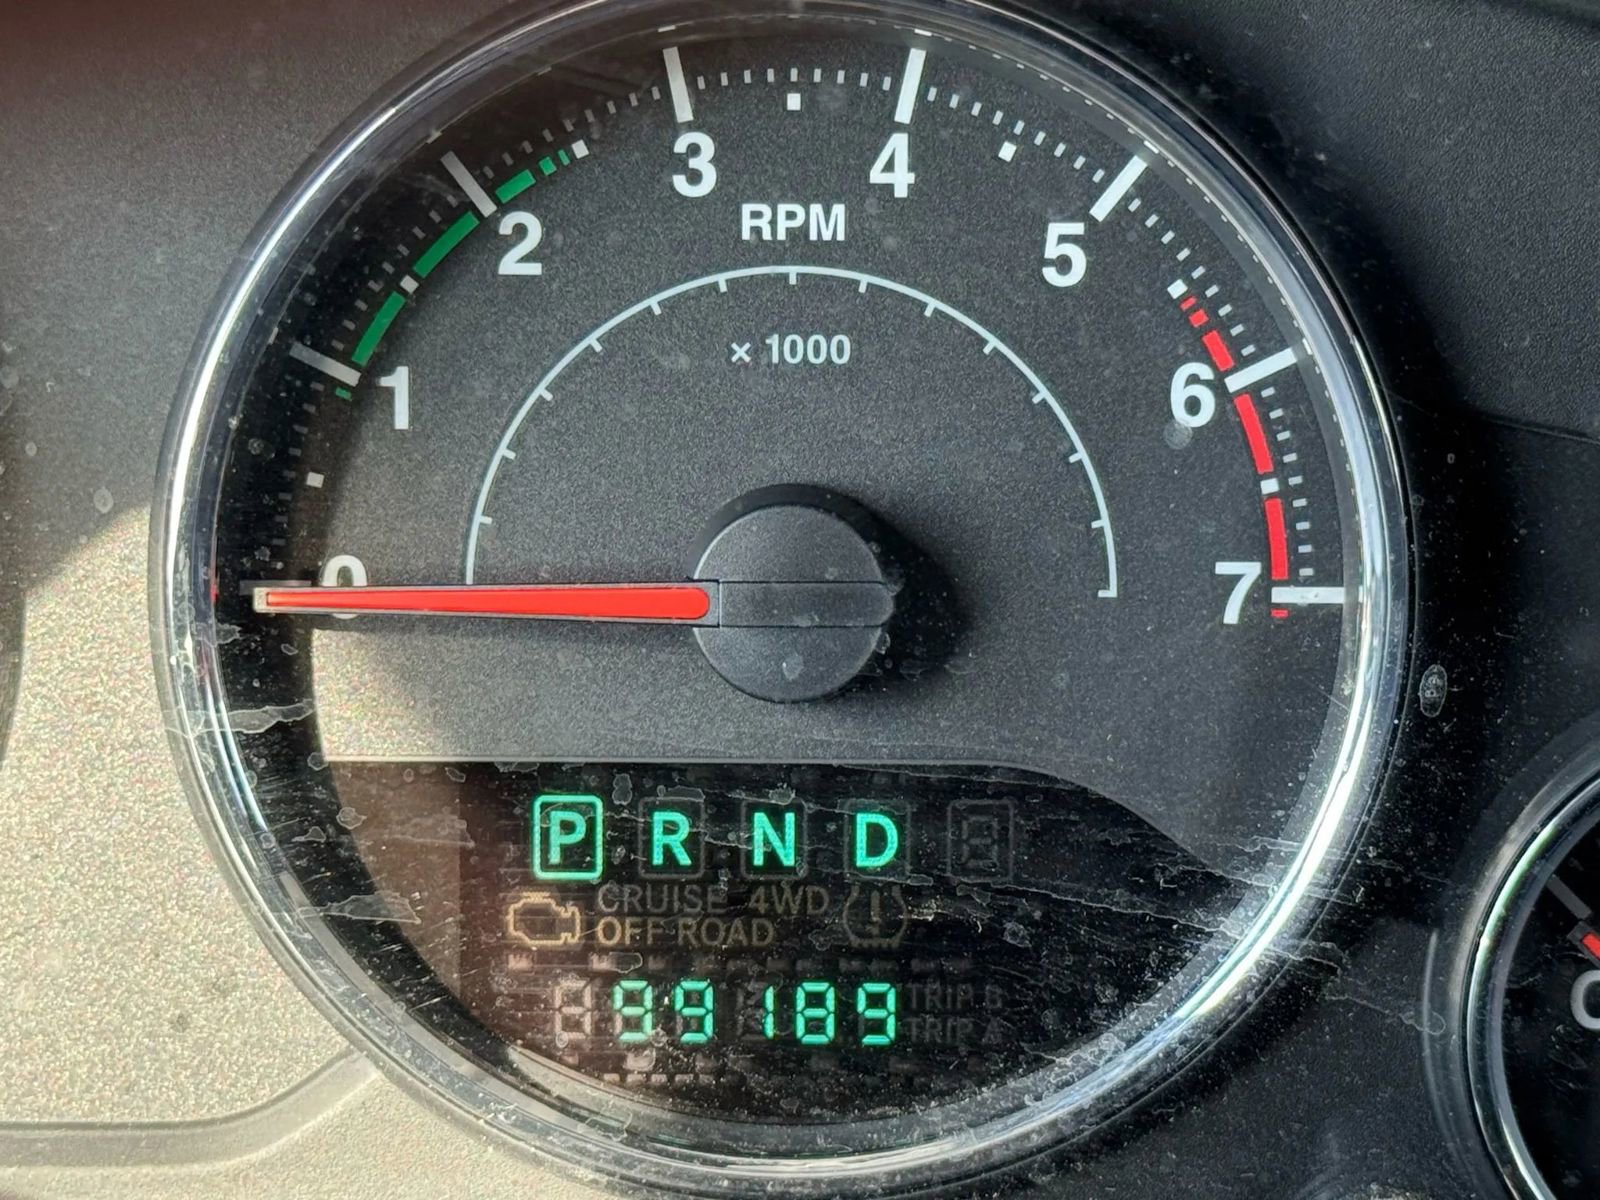 3 4
2 RPM 5
× 1000
1 6
0 7
P R N D
CRUISE 4WD
OFF ROAD
99189
TRIP B
TRIP A